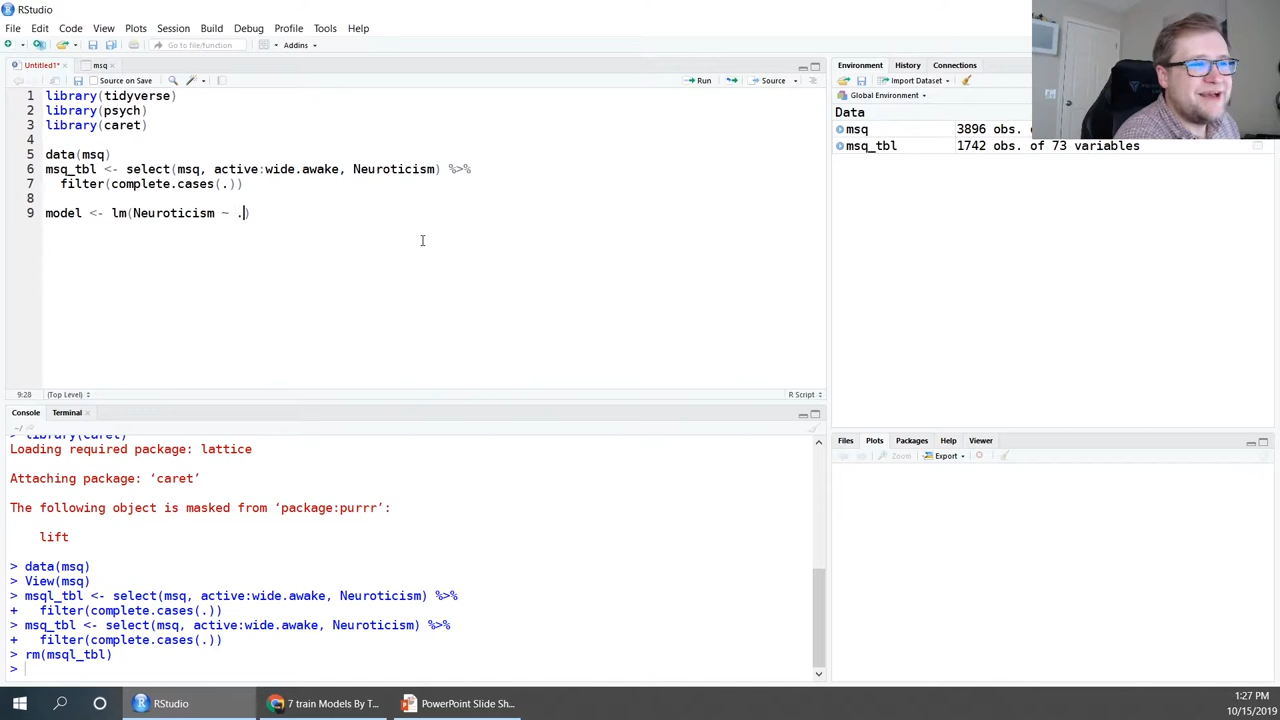 RStudio
File Edit Code View Plots Session Build Debug Profile Tools Help
Go to file/function Addins
Untitled1* msq
Source on Save Run Source
1 library(tidyverse)
2 library(psych)
3 library(caret)
4
5 data(msq)
6 msq_tbl <- select(msq, active:wide.awake, Neuroticism) %>%
7 filter(complete.cases(.))
8
9 model <- lm(Neuroticism ~ .)
9:28 (Top Level) R Script
Console Terminal
~/
> library(caret)
Loading required package: lattice
Attaching package: ‘caret’
The following object is masked from ‘package:purrr’:
lift
> data(msq)
> View(msq)
> msql_tbl <- select(msq, active:wide.awake, Neuroticism) %>%
+ filter(complete.cases(.))
> msq_tbl <- select(msq, active:wide.awake, Neuroticism) %>%
+ filter(complete.cases(.))
> rm(msql_tbl)
>
Environment History Connections
Import Dataset
Global Environment
Data
msq 3896 obs.
msq_tbl 1742 obs. of 73 variables
Files Plots Packages Help Viewer
Zoom Export
RStudio 7 train Models By T... PowerPoint Slide Sh...
1:27 PM
10/15/2019